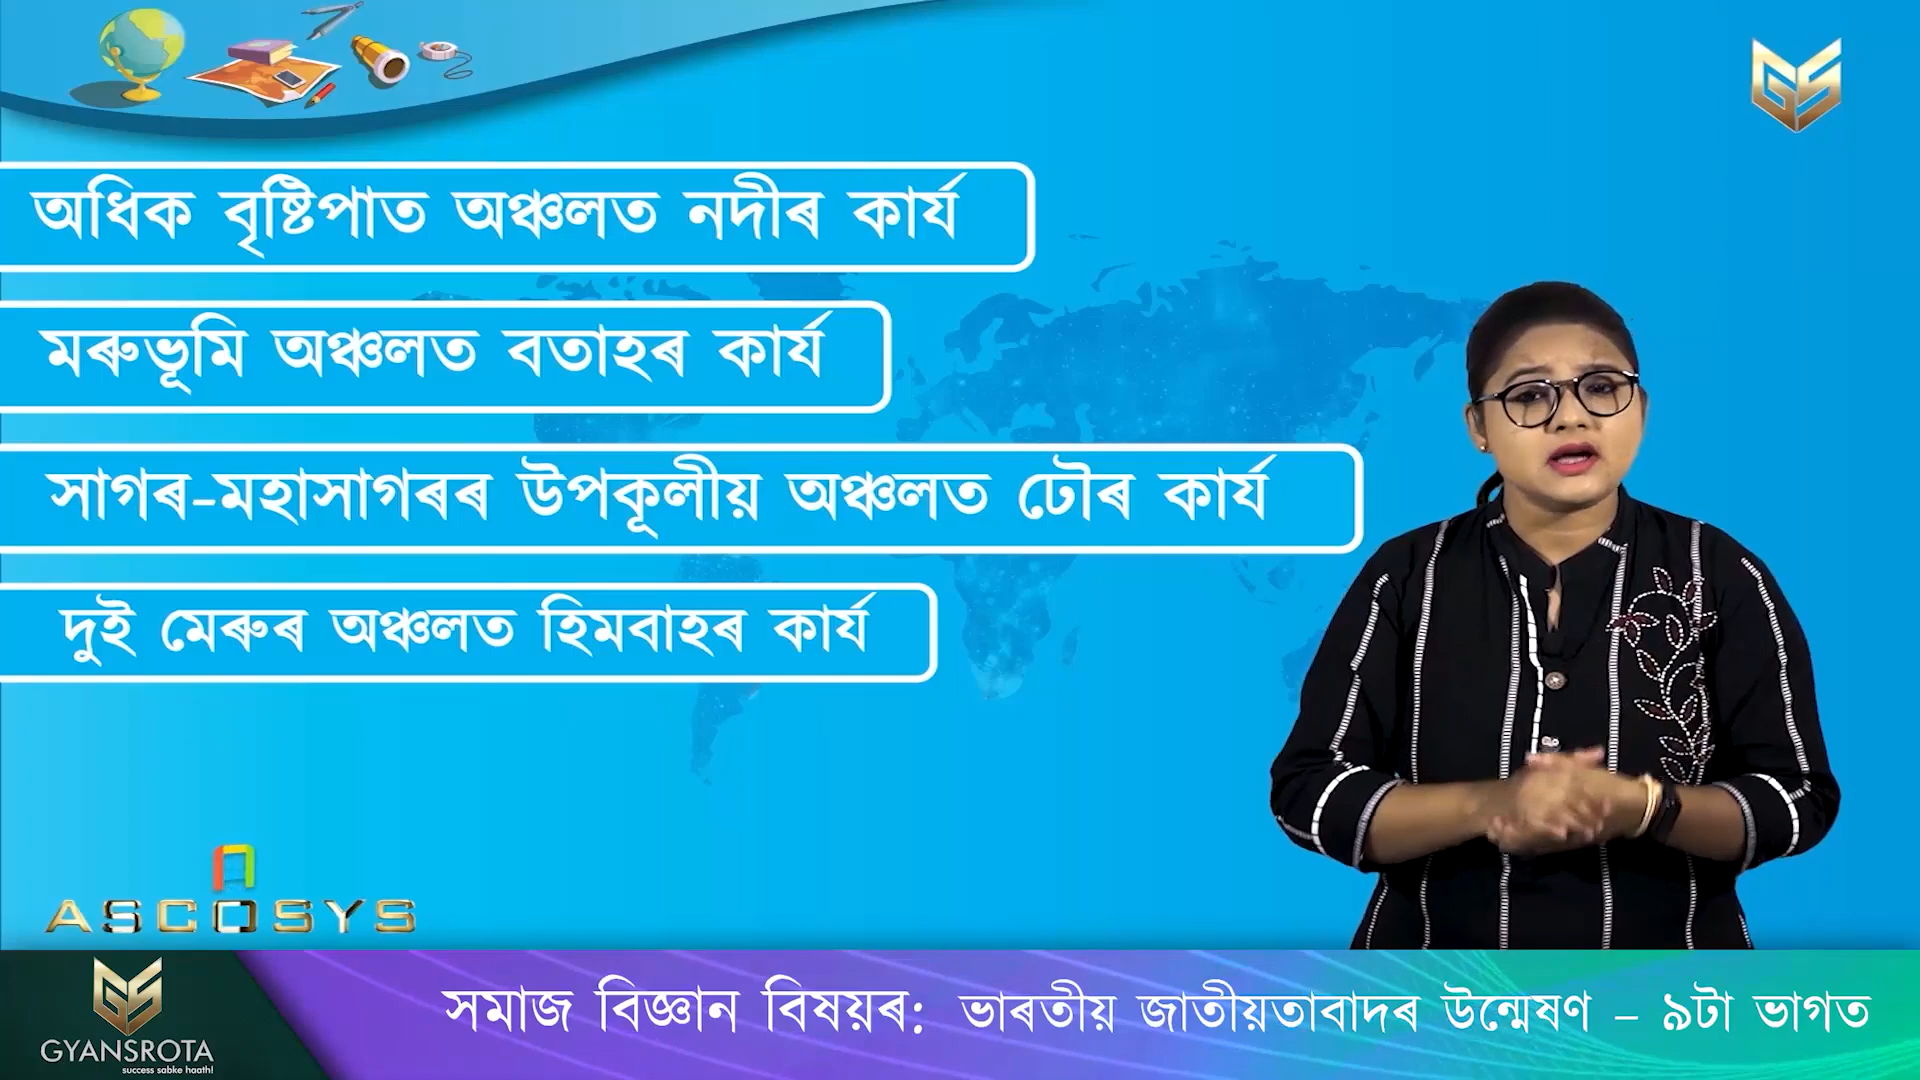 অধিক বৃষ্টিপাত অঞ্চলত নদীৰ কাৰ্য
মৰুভূমি অঞ্চলত বতাহৰ কাৰ্য
সাগৰ-মহাসাগৰৰ উপকূলীয় অঞ্চলত ঢৌৰ কাৰ্য
দুই মেৰুৰ অঞ্চলত হিমবাহৰ কাৰ্য
ASCOSYS
GYANSROTA
success sabke haath!
সমাজ বিজ্ঞান বিষয়ৰ: ভাৰতীয় জাতীয়তাবাদৰ উন্মেষণ – ৯টা ভাগত